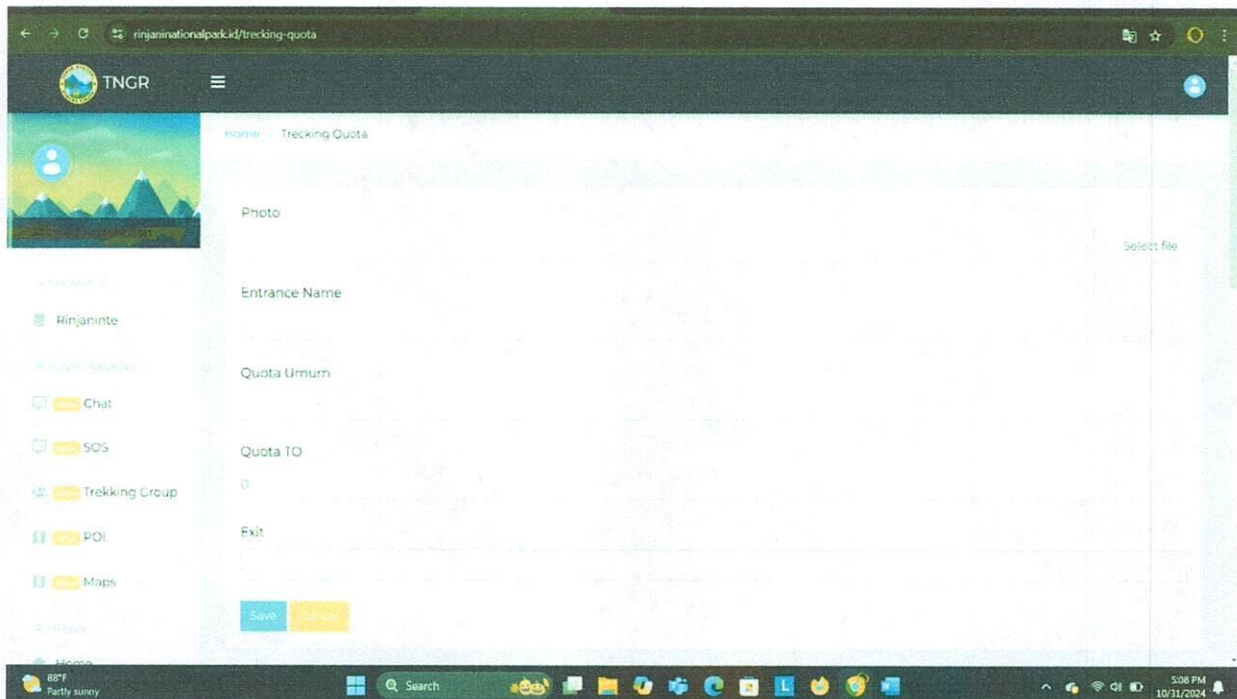 rinjaninationalpark.id/trecking-quota
TNGR
Home Trecking Quota
Photo
Select file
Entrance Name
Rinjaninte
Quota Umum
Chat
SOS
Quota TO
0
Trekking Group
Exit
POI
Maps
Save
Home
88°F
Partly sunny
Search
5:08 PM
10/31/2024